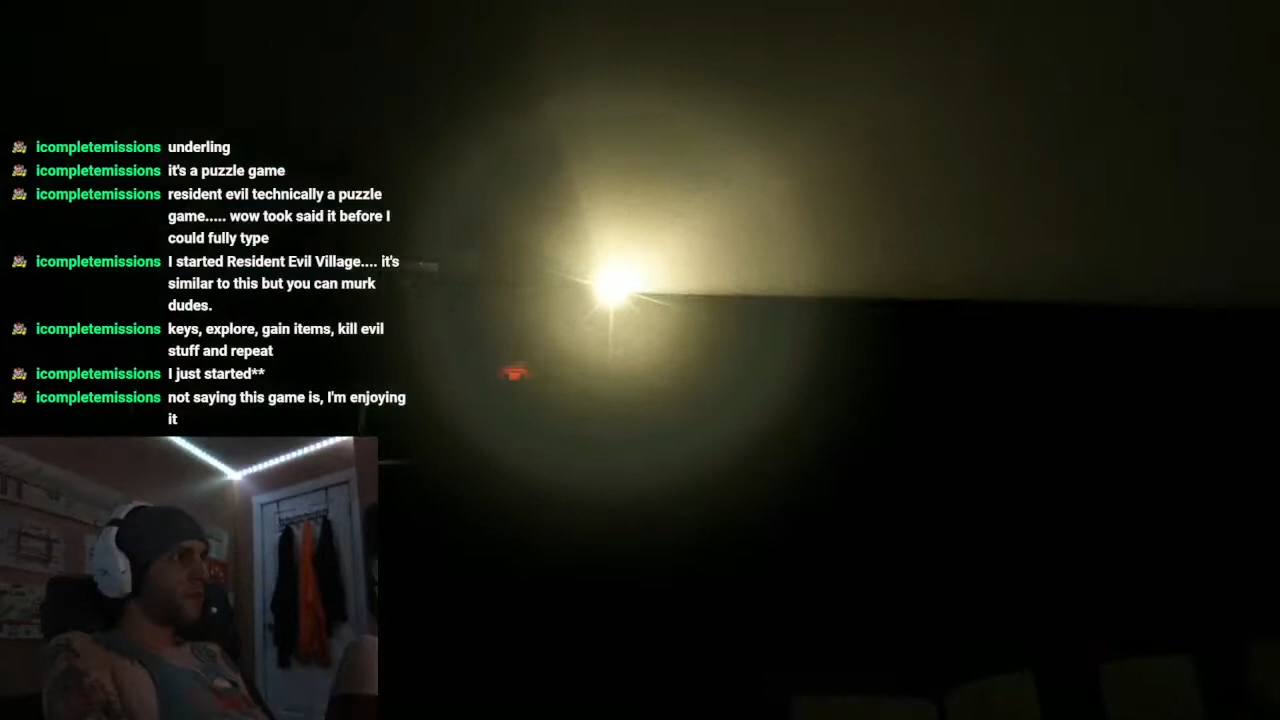 icompletemissions underling
icompletemissions it's a puzzle game
icompletemissions resident evil technically a puzzle
game..... wow took said it before I
could fully type
icompletemissions I started Resident Evil Village.... it's
similar to this but you can murk
dudes.
icompletemissions keys, explore, gain items, kill evil
stuff and repeat
icompletemissions I just started**
icompletemissions not saying this game is, I'm enjoying
it